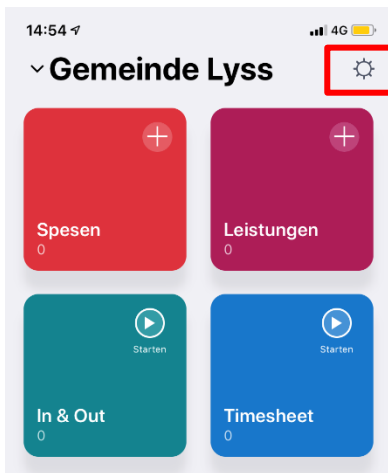 14:54 4G
Gemeinde Lyss
Spesen
0
Leistungen
0
Starten
In & Out
0
Starten
Timesheet
0